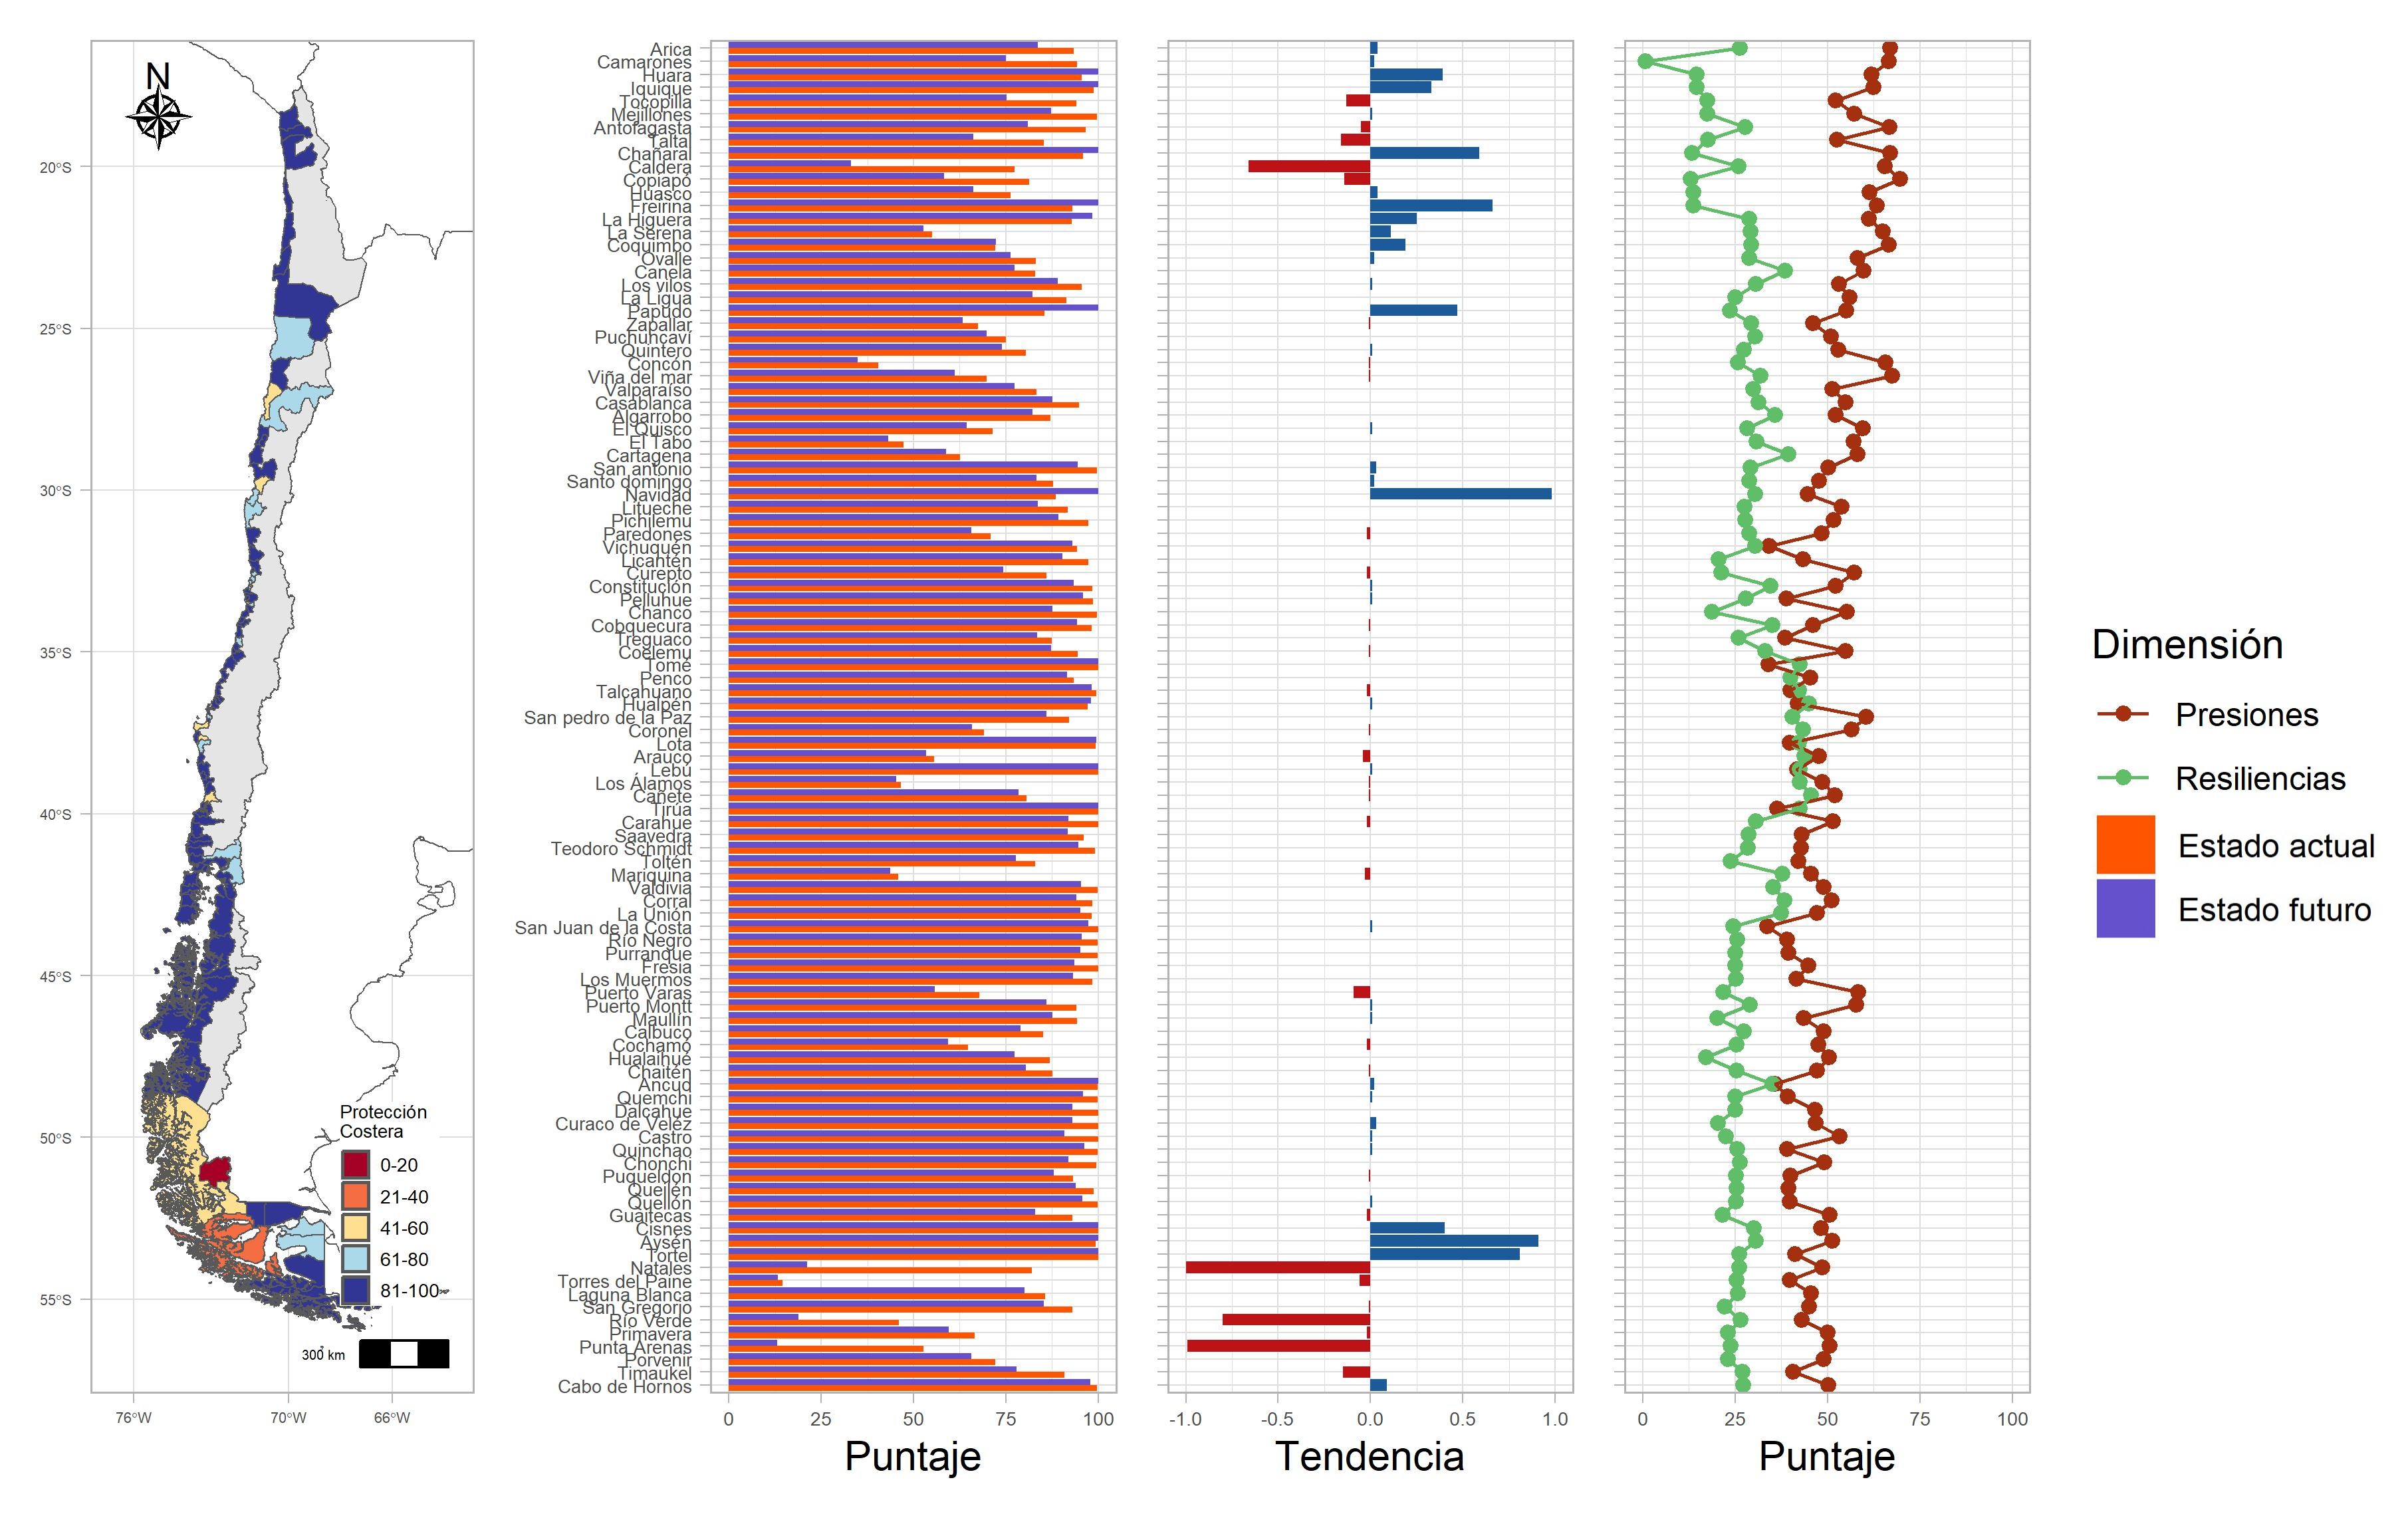 N
20°S
25°S
30°S
35°S
40°S
45°S
50°S
55°S
76°W
70°W
66°W
Protección
Costera
0-20
21-40
41-60
61-80
81-100
300 km
Arica
Camarones
Huara
Iquique
Tocopilla
Mejillones
Antofagasta
Taltal
Chañaral
Caldera
Copiapó
Huasco
Freirina
La Higuera
La Serena
Coquimbo
Ovalle
Canela
Los vilos
La Ligua
Papudo
Zapallar
Puchuncaví
Quintero
Concón
Viña del mar
Valparaíso
Casablanca
Algarrobo
El Quisco
El Tabo
Cartagena
San antonio
Santo domingo
Navidad
Litueche
Pichilemu
Paredones
Vichuquén
Licantén
Curepto
Constitución
Pelluhue
Chanco
Cobquecura
Treguaco
Coelemu
Tomé
Penco
Talcahuano
Hualpén
San pedro de la Paz
Coronel
Lota
Arauco
Lebu
Los Álamos
Cañete
Tirúa
Carahue
Saavedra
Teodoro Schmidt
Toltén
Mariquina
Valdivia
Corral
La Unión
San Juan de la Costa
Río Negro
Purranque
Fresia
Los Muermos
Puerto Varas
Puerto Montt
Maullín
Calbuco
Cochamó
Hualaihué
Chaitén
Ancud
Quemchi
Dalcahue
Curaco de Vélez
Castro
Quinchao
Chonchi
Puqueldón
Queilén
Quellón
Guaitecas
Cisnes
Aysén
Tortel
Natales
Torres del Paine
Laguna Blanca
San Gregorio
Río Verde
Primavera
Punta Arenas
Porvenir
Timaukel
Cabo de Hornos
0 25 50 75 100
Puntaje
-1.0 -0.5 0.0 0.5 1.0
Tendencia
0 25 50 75 100
Puntaje
Dimensión
Presiones
Resiliencias
Estado actual
Estado futuro